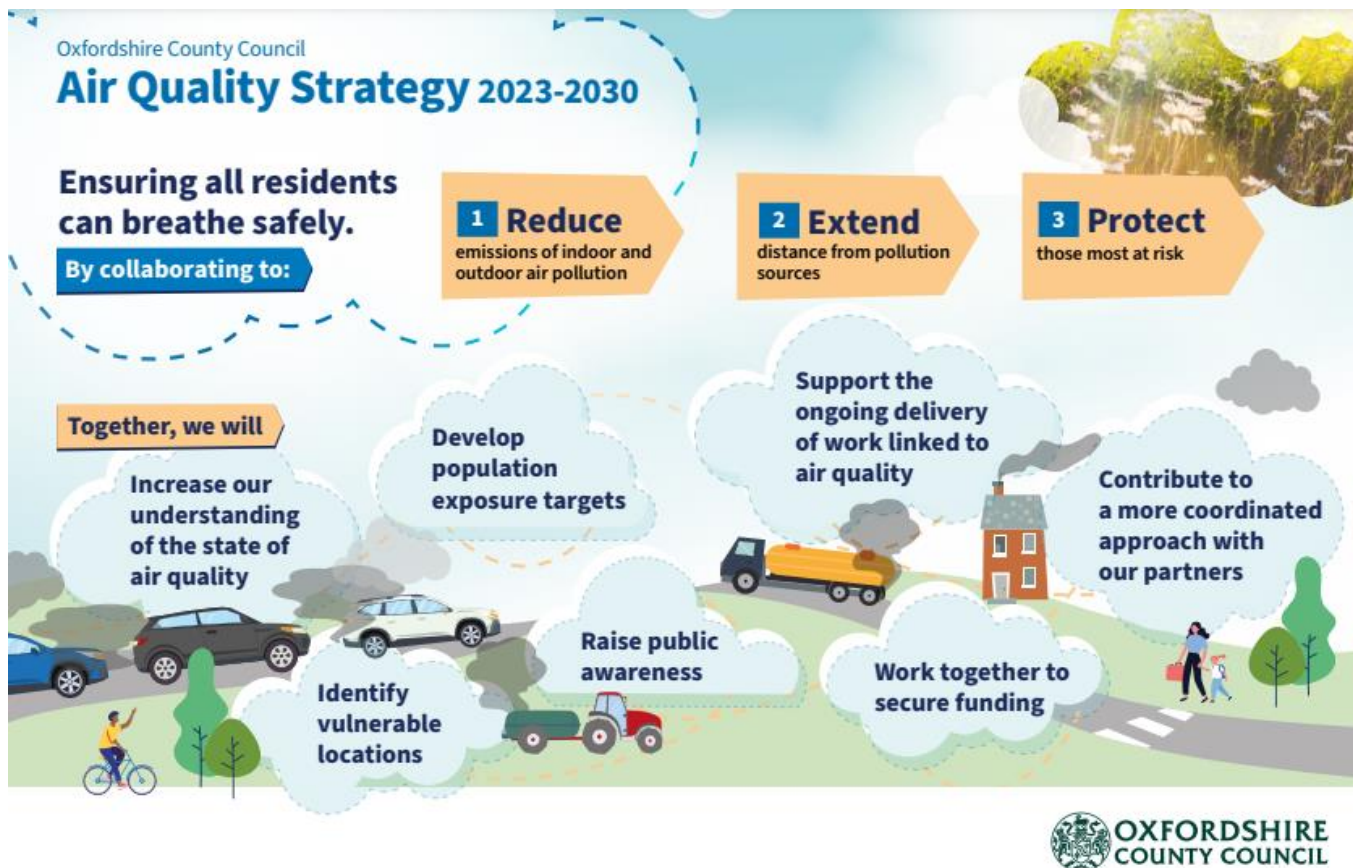 Oxfordshire County Council
Air Quality Strategy 2023-2030
Ensuring all residents
can breathe safely.
By collaborating to:
1 Reduce
emissions of indoor and
outdoor air pollution
2 Extend
distance from pollution
sources
3 Protect
those most at risk
Together, we will
Increase our
understanding
of the state of
air quality
Develop
population
exposure targets
Support the
ongoing delivery
of work linked to
air quality
Contribute to
a more coordinated
approach with
our partners
Identify
vulnerable
locations
Raise public
awareness
Work together to
secure funding
OXFORDSHIRE
COUNTY COUNCIL